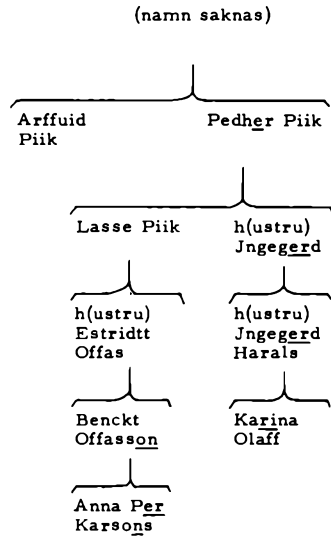 (namn saknas)
Arffuid
Piik
Pedher Piik
Lasse Piik
h(ustru)
Jngegerd
h(ustru)
Estridtt
Offas
h(ustru)
Jngegerd
Harals
Benckt
Offasson
Karina
Olaff
Anna Per
Karsons